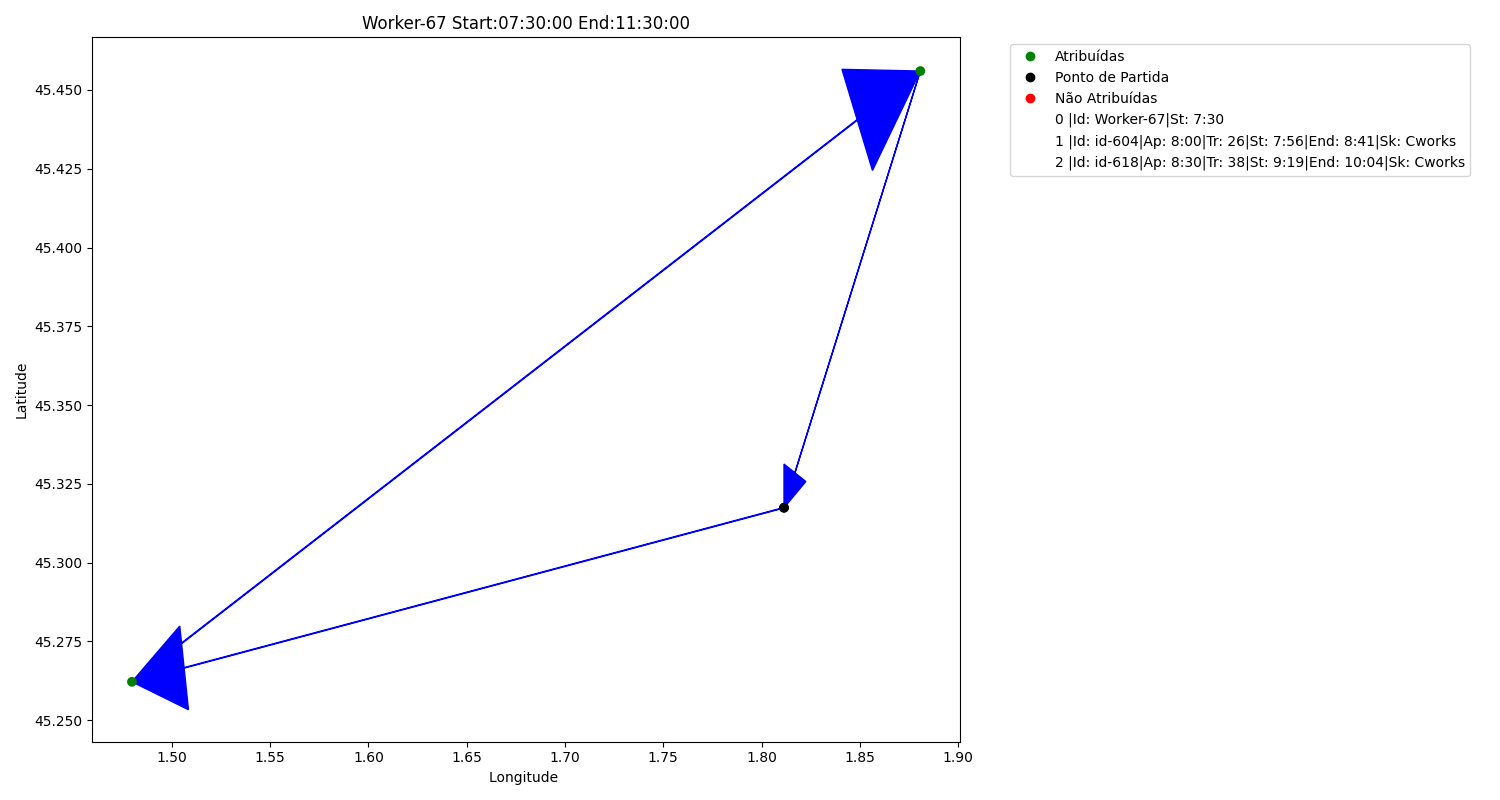 Worker-67 Start:07:30:00 End:11:30:00
Atribuídas
Ponto de Partida
Não Atribuídas
0 |Id: Worker-67|St: 7:30
1 |Id: id-604|Ap: 8:00|Tr: 26|St: 7:56|End: 8:41|Sk: Cworks
2 |Id: id-618|Ap: 8:30|Tr: 38|St: 9:19|End: 10:04|Sk: Cworks
Latitude
45.450
45.425
45.400
45.375
45.350
45.325
45.300
45.275
45.250
1.50 1.55 1.60 1.65 1.70 1.75 1.80 1.85 1.90
Longitude